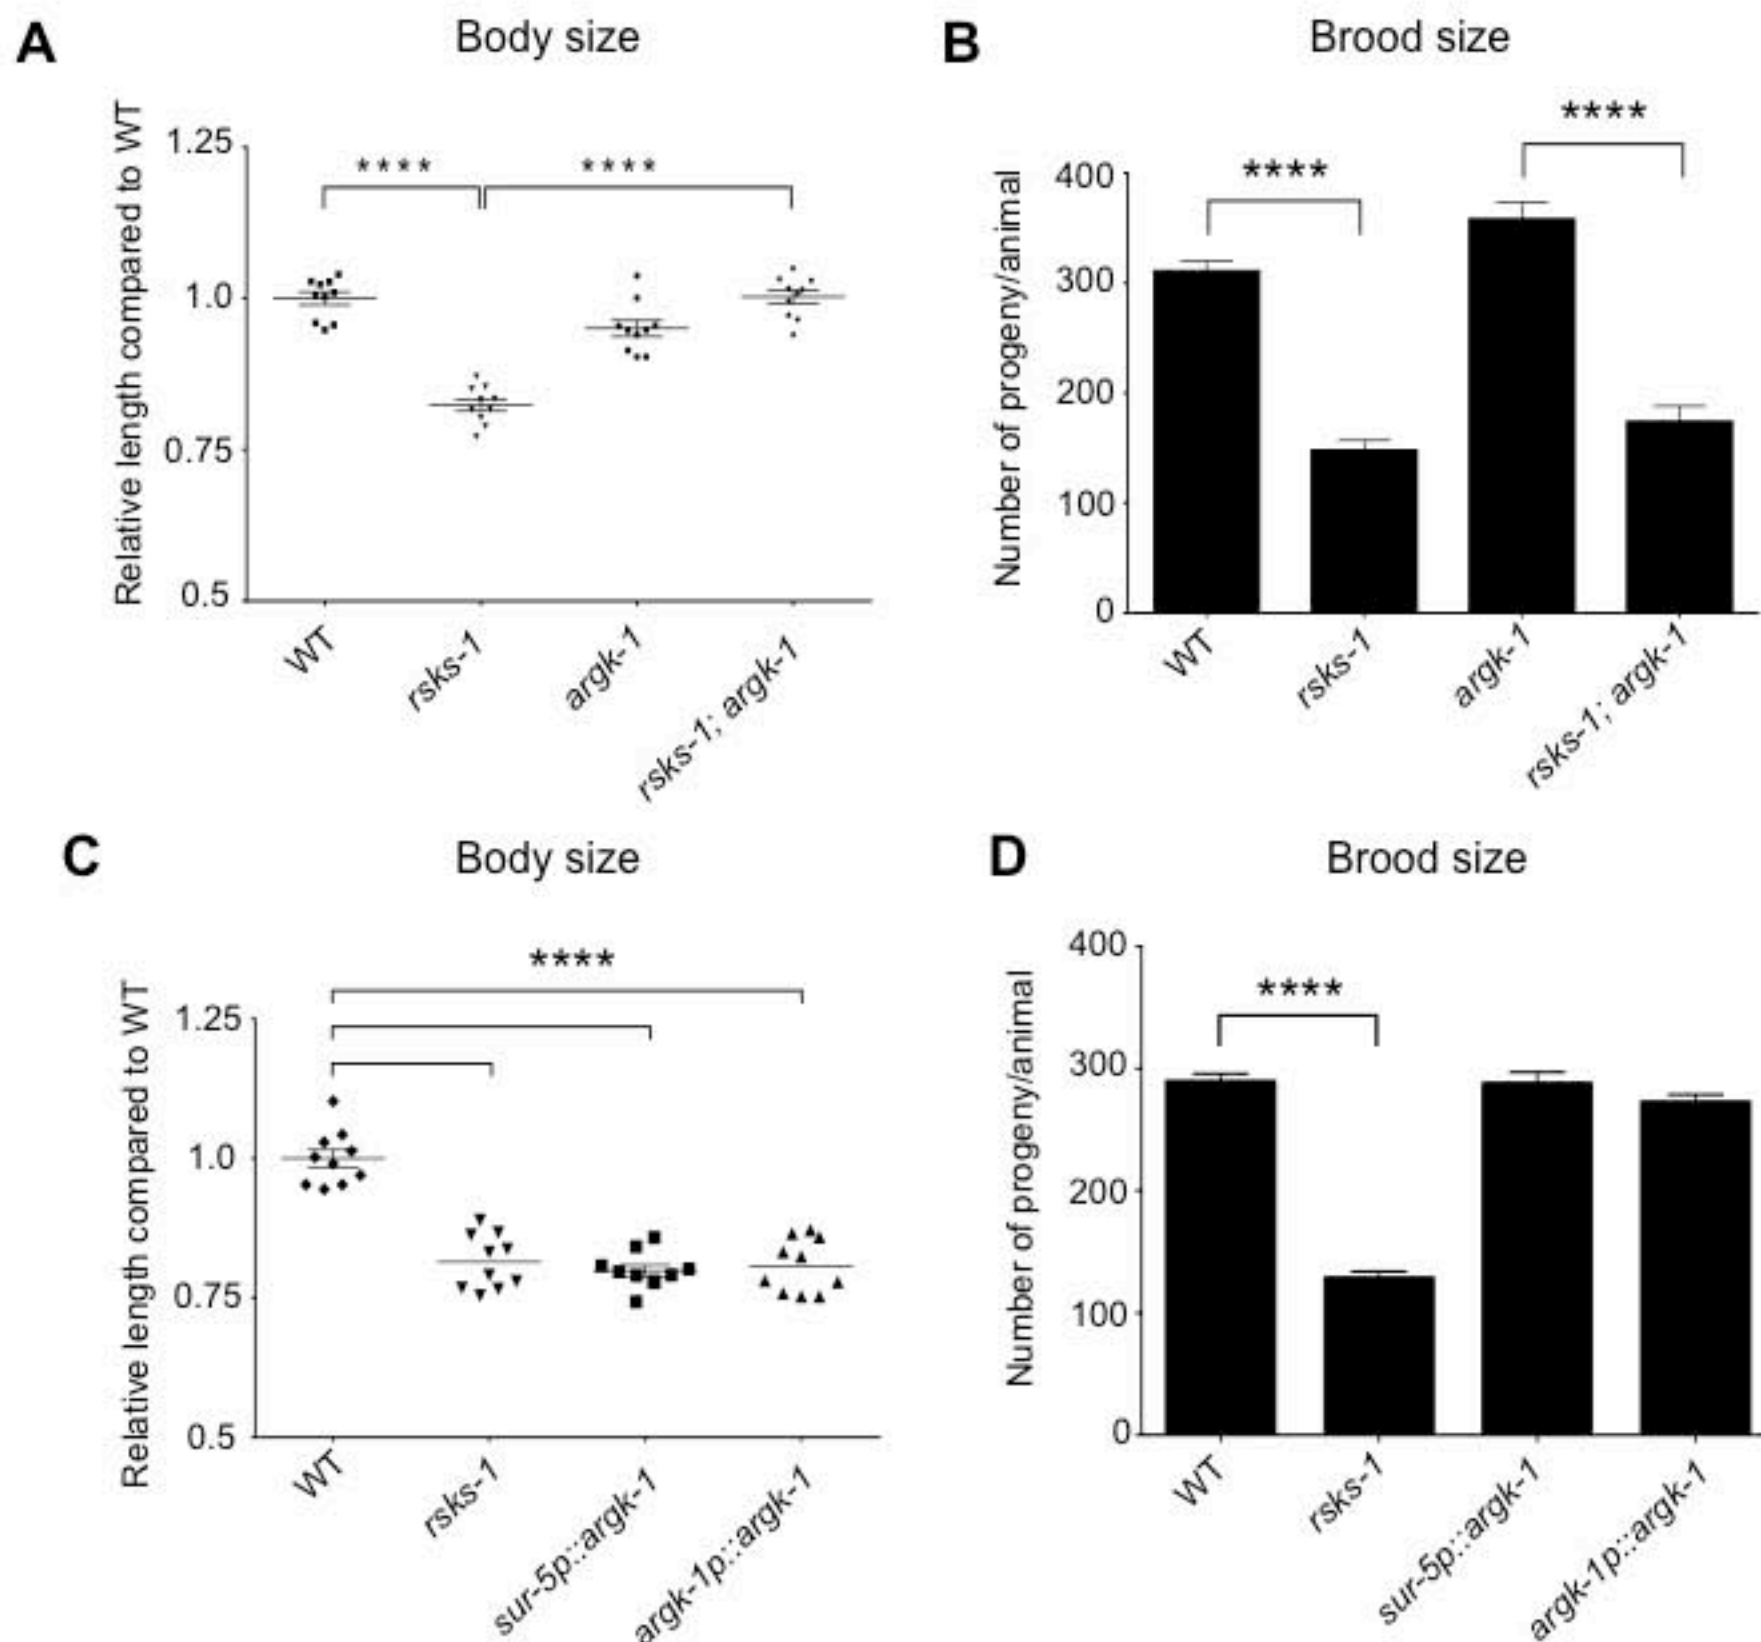 A
Body size
Relative length compared to WT
1.25
1.0
0.75
0.5
****
****
WT
rsks-1
argk-1
rsks-1; argk-1
B
Brood size
Number of progeny/animal
400
300
200
100
0
****
****
WT
rsks-1
argk-1
rsks-1; argk-1
C
Body size
Relative length compared to WT
1.25
1.0
0.75
0.5
****
WT
rsks-1
sur-5p::argk-1
argk-1p::argk-1
D
Brood size
Number of progeny/animal
400
300
200
100
0
****
WT
rsks-1
sur-5p::argk-1
argk-1p::argk-1